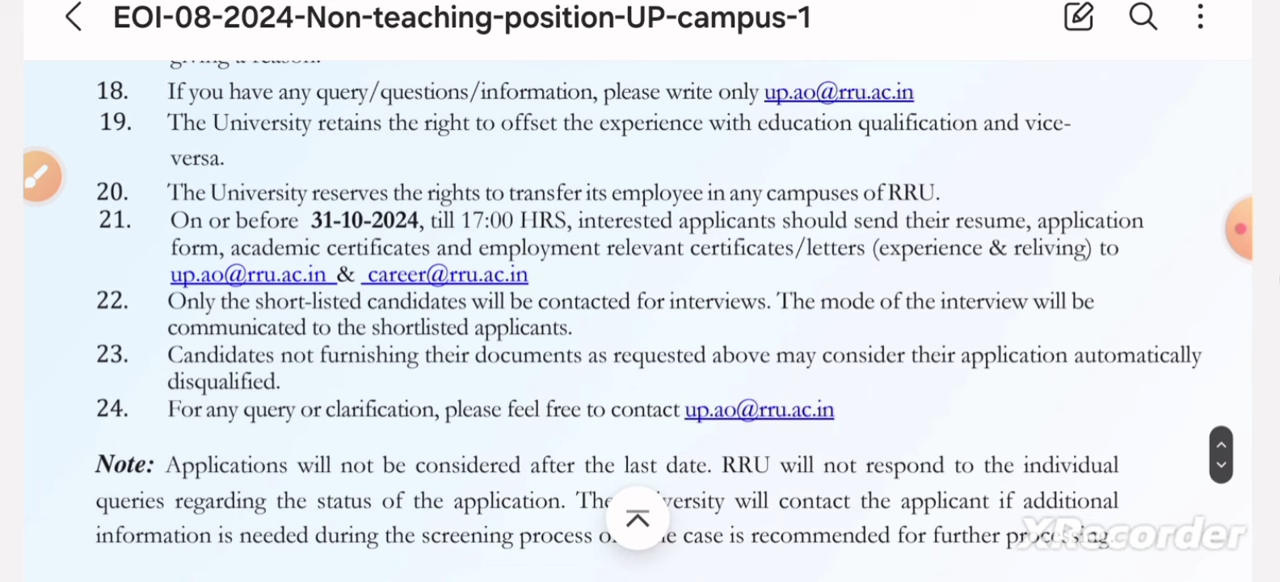 EOI-08-2024-Non-teaching-position-UP-campus-1
giving a reason.
18. If you have any query/questions/information, please write only up.ao@rru.ac.in
19. The University retains the right to offset the experience with education qualification and vice-
versa.
20. The University reserves the rights to transfer its employee in any campuses of RRU.
21. On or before 31-10-2024, till 17:00 HRS, interested applicants should send their resume, application
form, academic certificates and employment relevant certificates/letters (experience & reliving) to
up.ao@rru.ac.in & career@rru.ac.in
22. Only the short-listed candidates will be contacted for interviews. The mode of the interview will be
communicated to the shortlisted applicants.
23. Candidates not furnishing their documents as requested above may consider their application automatically
disqualified.
24. For any query or clarification, please feel free to contact up.ao@rru.ac.in
Note: Applications will not be considered after the last date. RRU will not respond to the individual
queries regarding the status of the application. The University will contact the applicant if additional
information is needed during the screening process case is recommended for further processing.
XRecorder